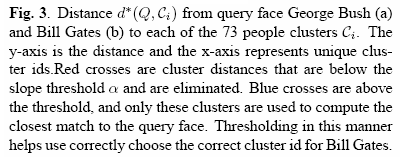 Fig. 3. Distance d*(Q, C_i) from query face George Bush (a)
and Bill Gates (b) to each of the 73 people clusters C_i. The
y-axis is the distance and the x-axis represents unique clus-
ter ids.Red crosses are cluster distances that are below the
slope threshold α and are eliminated. Blue crosses are above
the threshold, and only these clusters are used to compute the
closest match to the query face. Thresholding in this manner
helps use correctly choose the correct cluster id for Bill Gates.